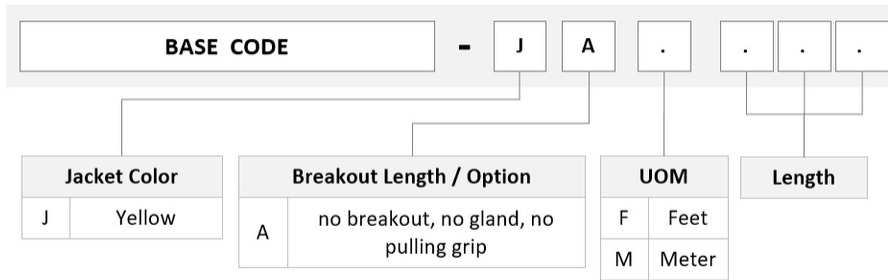 BASE CODE - J A . . . .
Jacket Color
J Yellow
Breakout Length / Option
A no breakout, no gland, no
pulling grip
UOM
F Feet
M Meter
Length